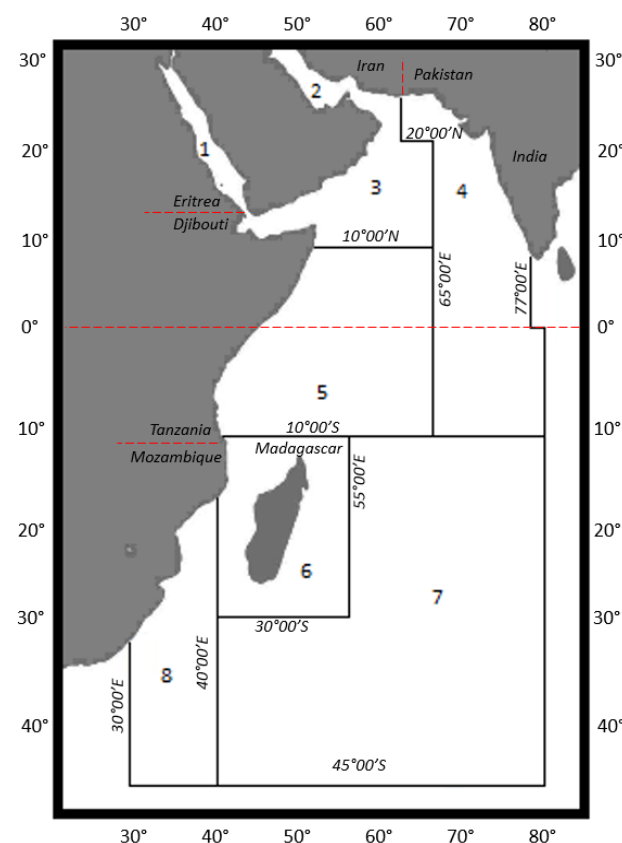 30° 40° 50° 60° 70° 80°
30° 30°
Iran
Pakistan
2
20°00'N
20° 20°
1
India
3
4
Eritrea
Djibouti
10° 10°
10°00'N
65°00'E
77°00'E
0° 0°
5
10° 10°
Tanzania
10°00'S
Mozambique
Madagascar
55°00'E
20° 20°
6
7
30° 30°
30°00'S
40°00'E
8
30°00'E
40° 40°
45°00'S
30° 40° 50° 60° 70° 80°